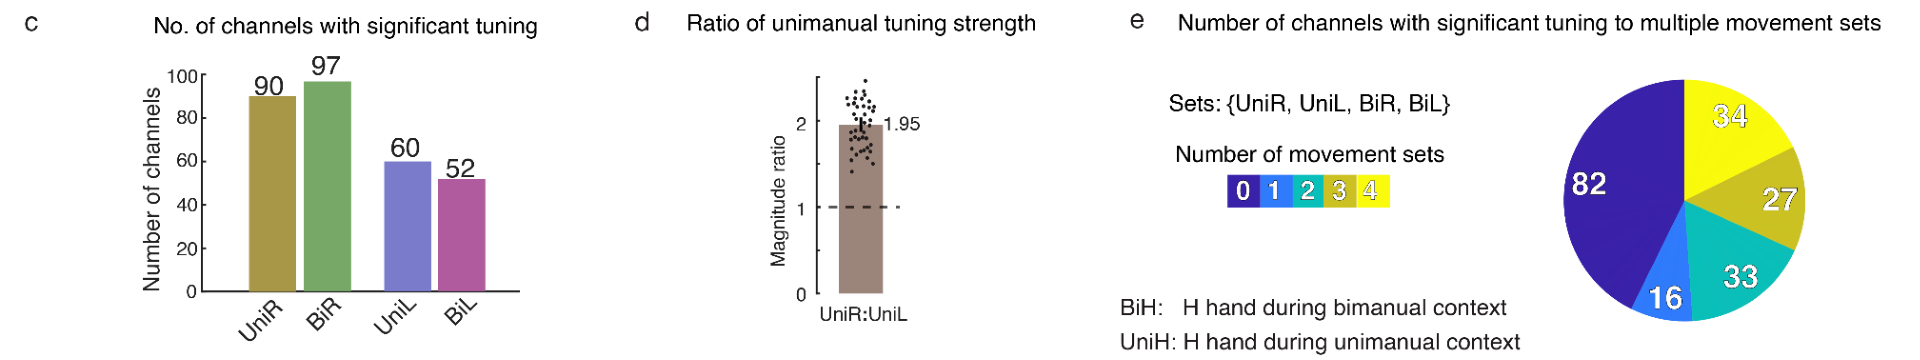 c
No. of channels with significant tuning
Number of channels
100
80
60
40
20
0
90
97
60
52
UniR
BiR
UniL
BiL
d
Ratio of unimanual tuning strength
Magnitude ratio
2
1
0
1.95
UniR:UniL
e
Number of channels with significant tuning to multiple movement sets
Sets: {UniR, UniL, BiR, BiL}
Number of movement sets
0 1 2 3 4
34
27
33
16
82
BiH: H hand during bimanual context
UniH: H hand during unimanual context